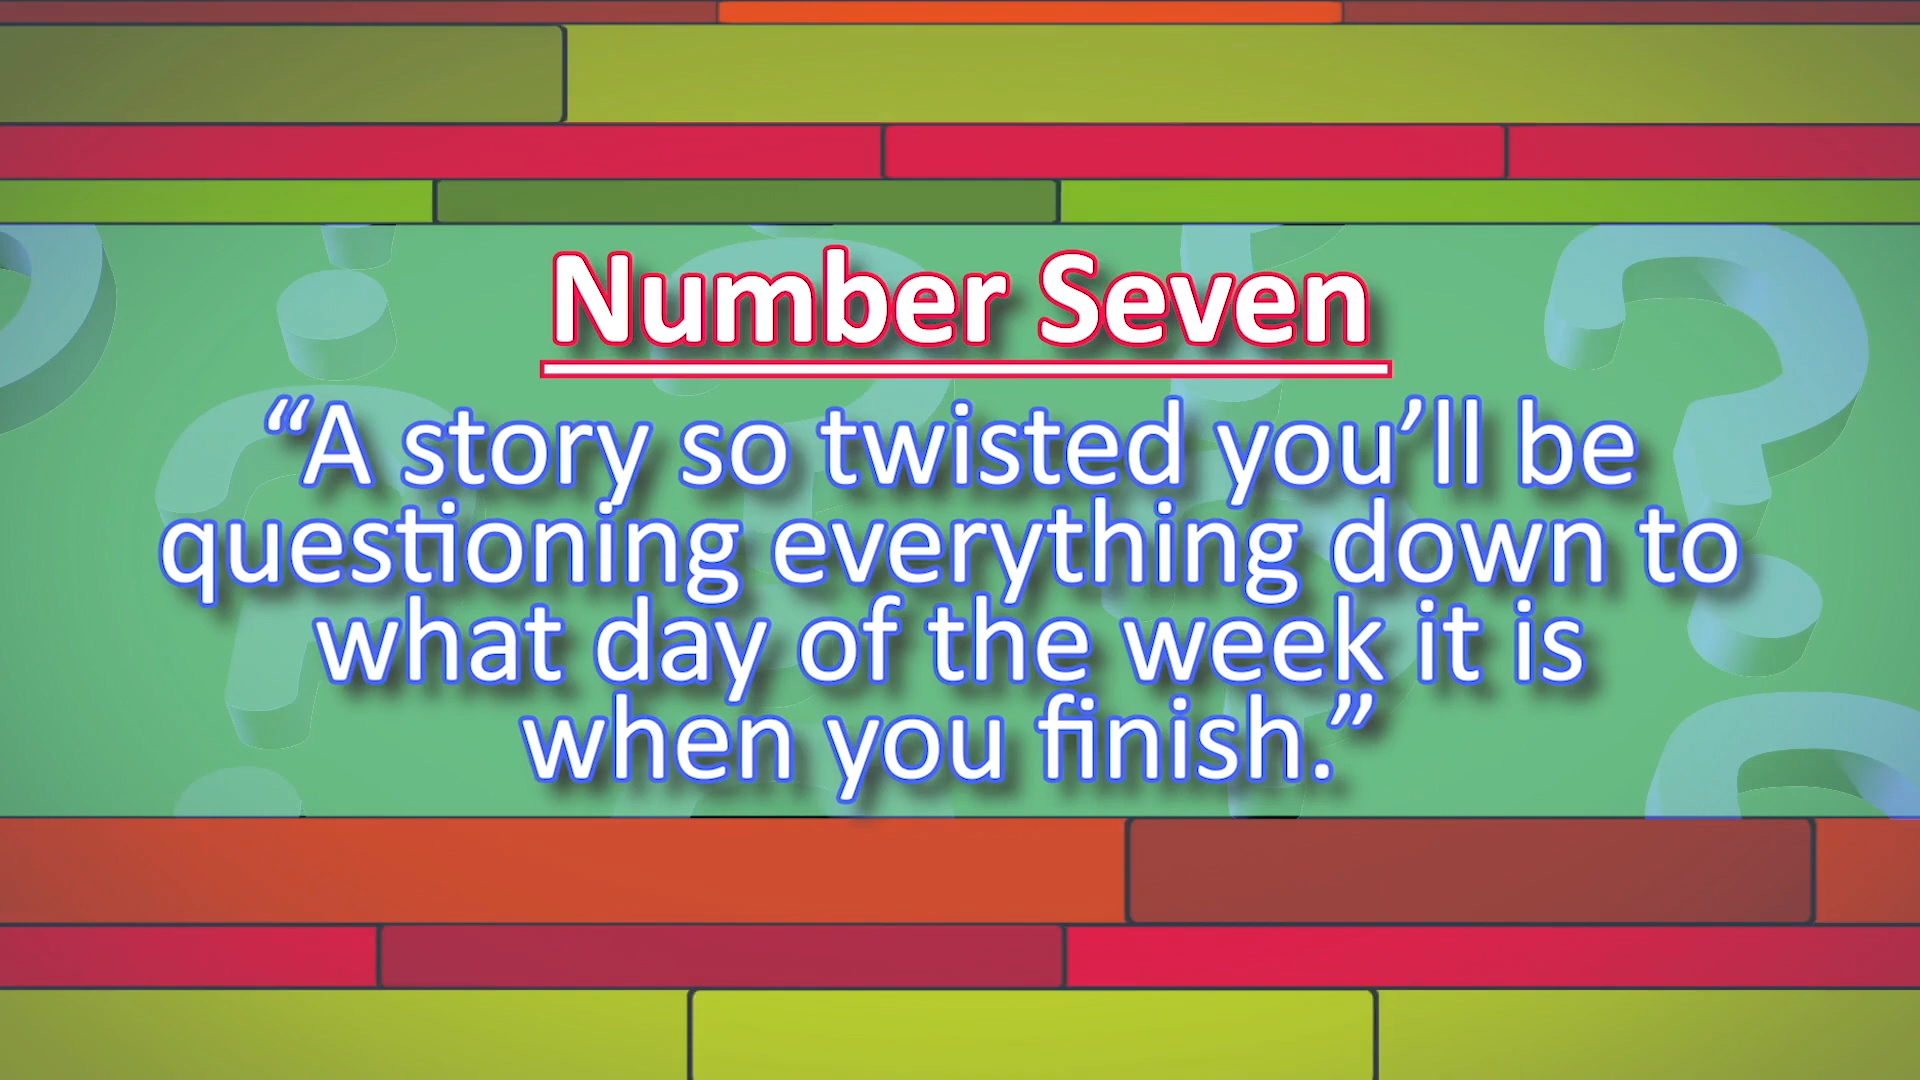 Number Seven
“A story so twisted you’ll be
questioning everything down to
what day of the week it is
when you finish.”